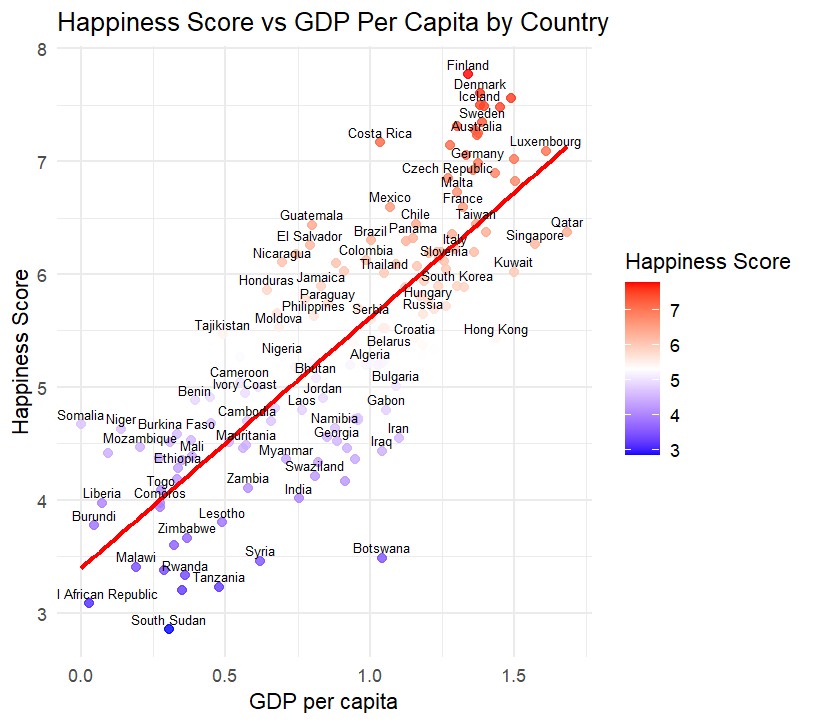 Happiness Score vs GDP Per Capita by Country
8
7
6
5
4
3
Happiness Score
Finland
Denmark
Iceland
Sweden
Australia
Costa Rica
Luxembourg
Germany
Czech Republic
Malta
Mexico
France
Guatemala
Chile
Taiwan
Qatar
Brazil
Panama
El Salvador
Italy
Singapore
Nicaragua
Colombia
Slovenia
Thailand
Kuwait
Honduras
Jamaica
South Korea
Paraguay
Hungary
Philippines
Russia
Serbia
Moldova
Tajikistan
Croatia
Hong Kong
Belarus
Nigeria
Algeria
Cameroon
Bhutan
Bulgaria
Ivory Coast
Benin
Jordan
Laos
Gabon
Somalia
Niger
Cambodia
Burkina Faso
Namibia
Mozambique
Mauritania
Georgia
Iran
Mali
Iraq
Ethiopia
Myanmar
Swaziland
Togo
Zambia
Liberia
Comoros
India
Burundi
Lesotho
Zimbabwe
Malawi
Syria
Botswana
Rwanda
Tanzania
l African Republic
South Sudan
0.0
0.5
1.0
1.5
GDP per capita
Happiness Score
7
6
5
4
3